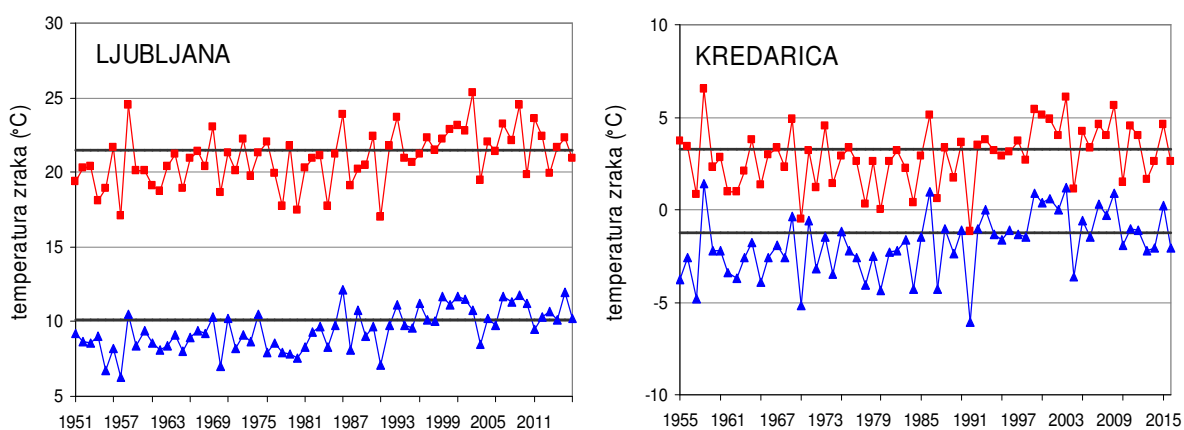 LJUBLJANA
temperatura zraka (°C)
30
25
20
15
10
5
1951 1957 1963 1969 1975 1981 1987 1993 1999 2005 2011
KREDARICA
temperatura zraka (°C)
10
5
0
-5
-10
1955 1961 1967 1973 1979 1985 1991 1997 2003 2009 2015